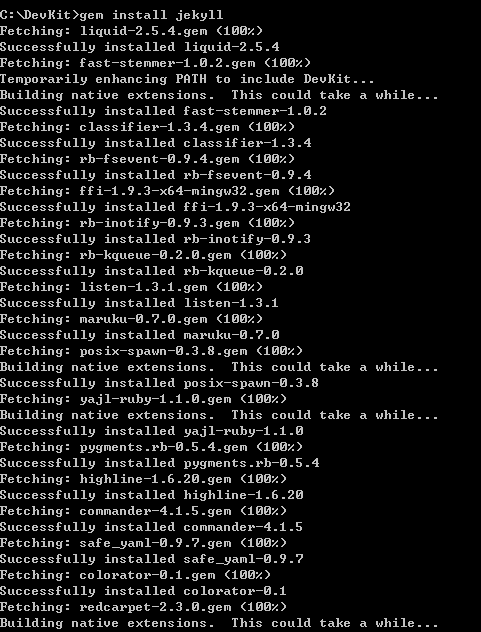 C:\DevKit>gem install jekyll
Fetching: liquid-2.5.4.gem (100%)
Successfully installed liquid-2.5.4
Fetching: fast-stemmer-1.0.2.gem (100%)
Temporarily enhancing PATH to include DevKit...
Building native extensions.  This could take a while...
Successfully installed fast-stemmer-1.0.2
Fetching: classifier-1.3.4.gem (100%)
Successfully installed classifier-1.3.4
Fetching: rb-fsevent-0.9.4.gem (100%)
Successfully installed rb-fsevent-0.9.4
Fetching: ffi-1.9.3-x64-mingw32.gem (100%)
Successfully installed ffi-1.9.3-x64-mingw32
Fetching: rb-inotify-0.9.3.gem (100%)
Successfully installed rb-inotify-0.9.3
Fetching: rb-kqueue-0.2.0.gem (100%)
Successfully installed rb-kqueue-0.2.0
Fetching: listen-1.3.1.gem (100%)
Successfully installed listen-1.3.1
Fetching: maruku-0.7.0.gem (100%)
Successfully installed maruku-0.7.0
Fetching: posix-spawn-0.3.8.gem (100%)
Building native extensions.  This could take a while...
Successfully installed posix-spawn-0.3.8
Fetching: yajl-ruby-1.1.0.gem (100%)
Building native extensions.  This could take a while...
Successfully installed yajl-ruby-1.1.0
Fetching: pygments.rb-0.5.4.gem (100%)
Successfully installed pygments.rb-0.5.4
Fetching: highline-1.6.20.gem (100%)
Successfully installed highline-1.6.20
Fetching: commander-4.1.5.gem (100%)
Successfully installed commander-4.1.5
Fetching: safe_yaml-0.9.7.gem (100%)
Successfully installed safe_yaml-0.9.7
Fetching: colorator-0.1.gem (100%)
Successfully installed colorator-0.1
Fetching: redcarpet-2.3.0.gem (100%)
Building native extensions.  This could take a while...